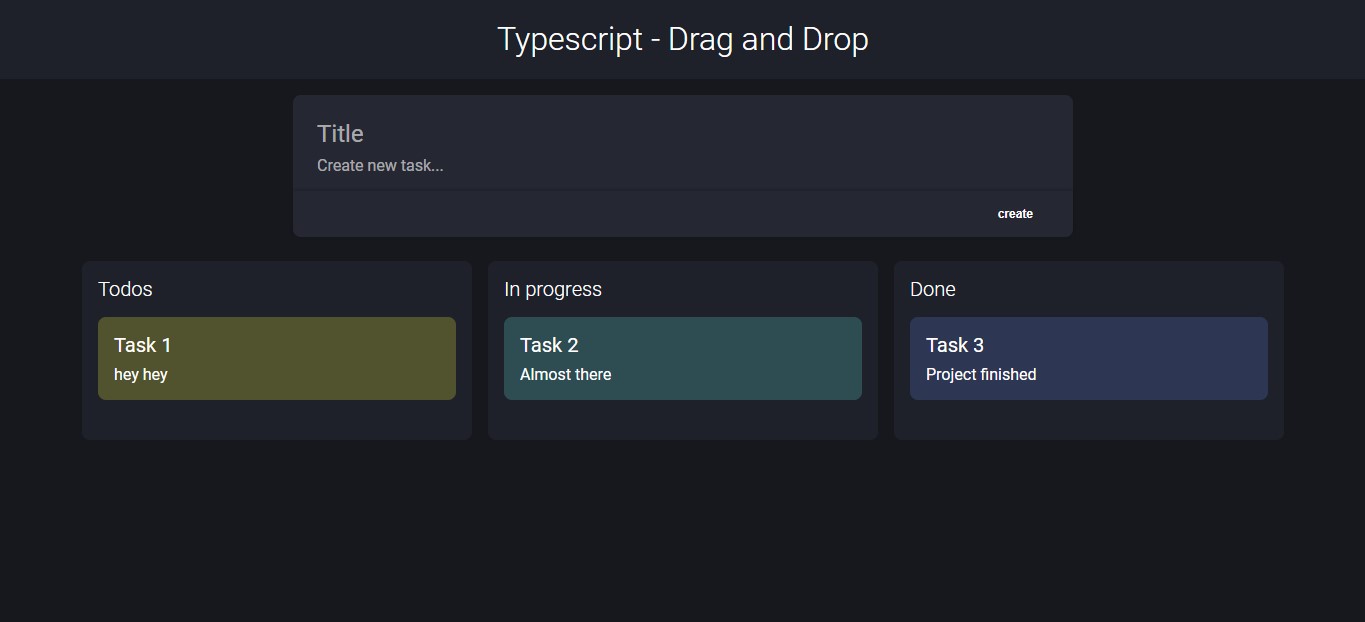 Typescript - Drag and Drop
Title
Create new task...
create
Todos
Task 1
hey hey
In progress
Task 2
Almost there
Done
Task 3
Project finished